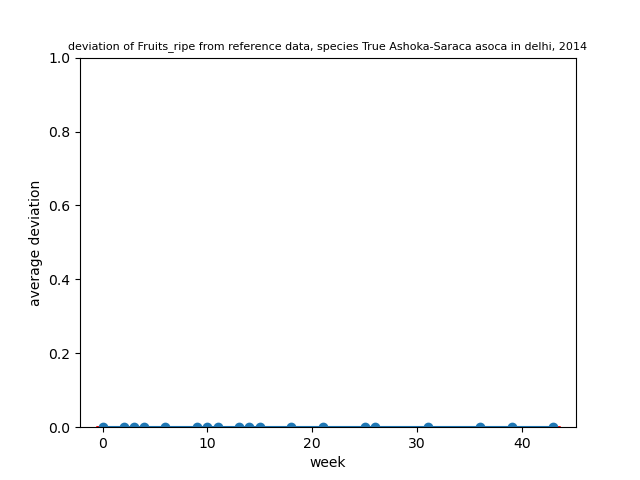 deviation of Fruits_ripe from reference data, species True Ashoka-Saraca asoca in delhi, 2014
1.0
0.8
0.6
0.4
0.2
0.0
average deviation
0 10 20 30 40
week